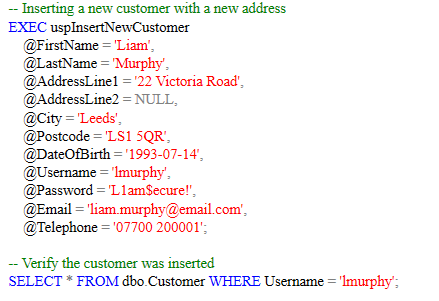 -- Inserting a new customer with a new address
EXEC uspInsertNewCustomer
@FirstName = 'Liam',
@LastName = 'Murphy',
@AddressLine1 = '22 Victoria Road',
@AddressLine2 = NULL,
@City = 'Leeds',
@Postcode = 'LS1 5QR',
@DateOfBirth = '1993-07-14',
@Username = 'lmurphy',
@Password = 'L1am$ecure!',
@Email = 'liam.murphy@email.com',
@Telephone = '07700 200001';
-- Verify the customer was inserted
SELECT * FROM dbo.Customer WHERE Username = 'lmurphy';